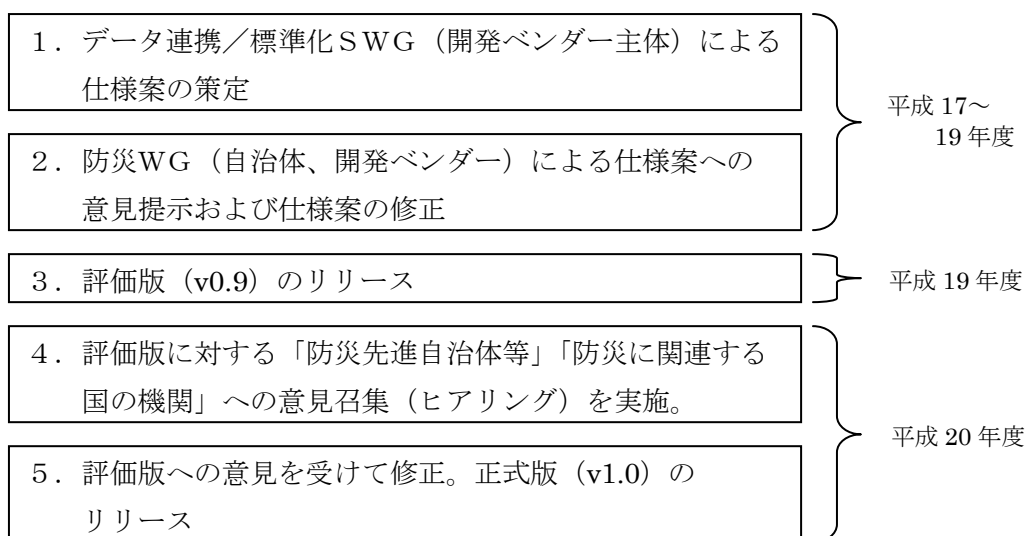 １．データ連携／標準化ＳＷＧ（開発ベンダー主体）による
仕様案の策定
２．防災ＷＧ（自治体、開発ベンダー）による仕様案への
意見提示および仕様案の修正
平成 17～
19 年度
３．評価版（v0.9）のリリース
平成 19 年度
４．評価版に対する「防災先進自治体等」「防災に関連する
国の機関」への意見召集（ヒアリング）を実施。
５．評価版への意見を受けて修正。正式版（v1.0）の
リリース
平成 20 年度